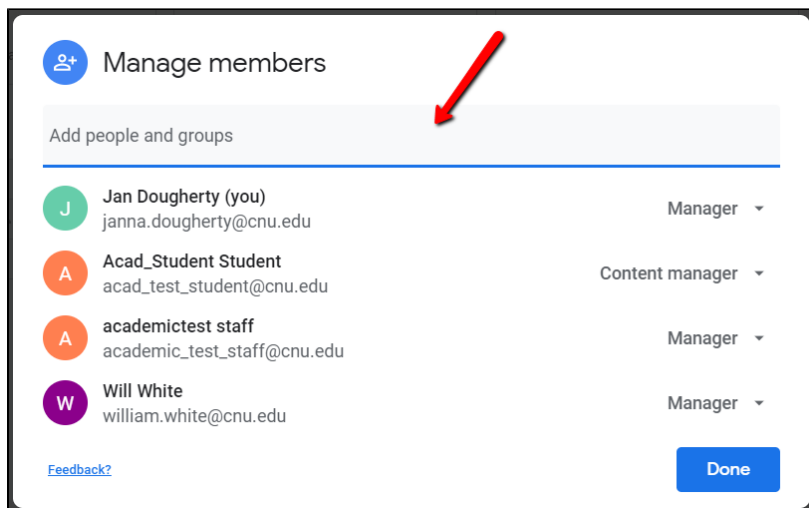 Manage members
Add people and groups
J
Jan Dougherty (you)
janna.dougherty@cnu.edu
Manager
A
Acad_Student Student
acad_test_student@cnu.edu
Content manager
A
academictest staff
academic_test_staff@cnu.edu
Manager
W
Will White
william.white@cnu.edu
Manager
Feedback?
Done